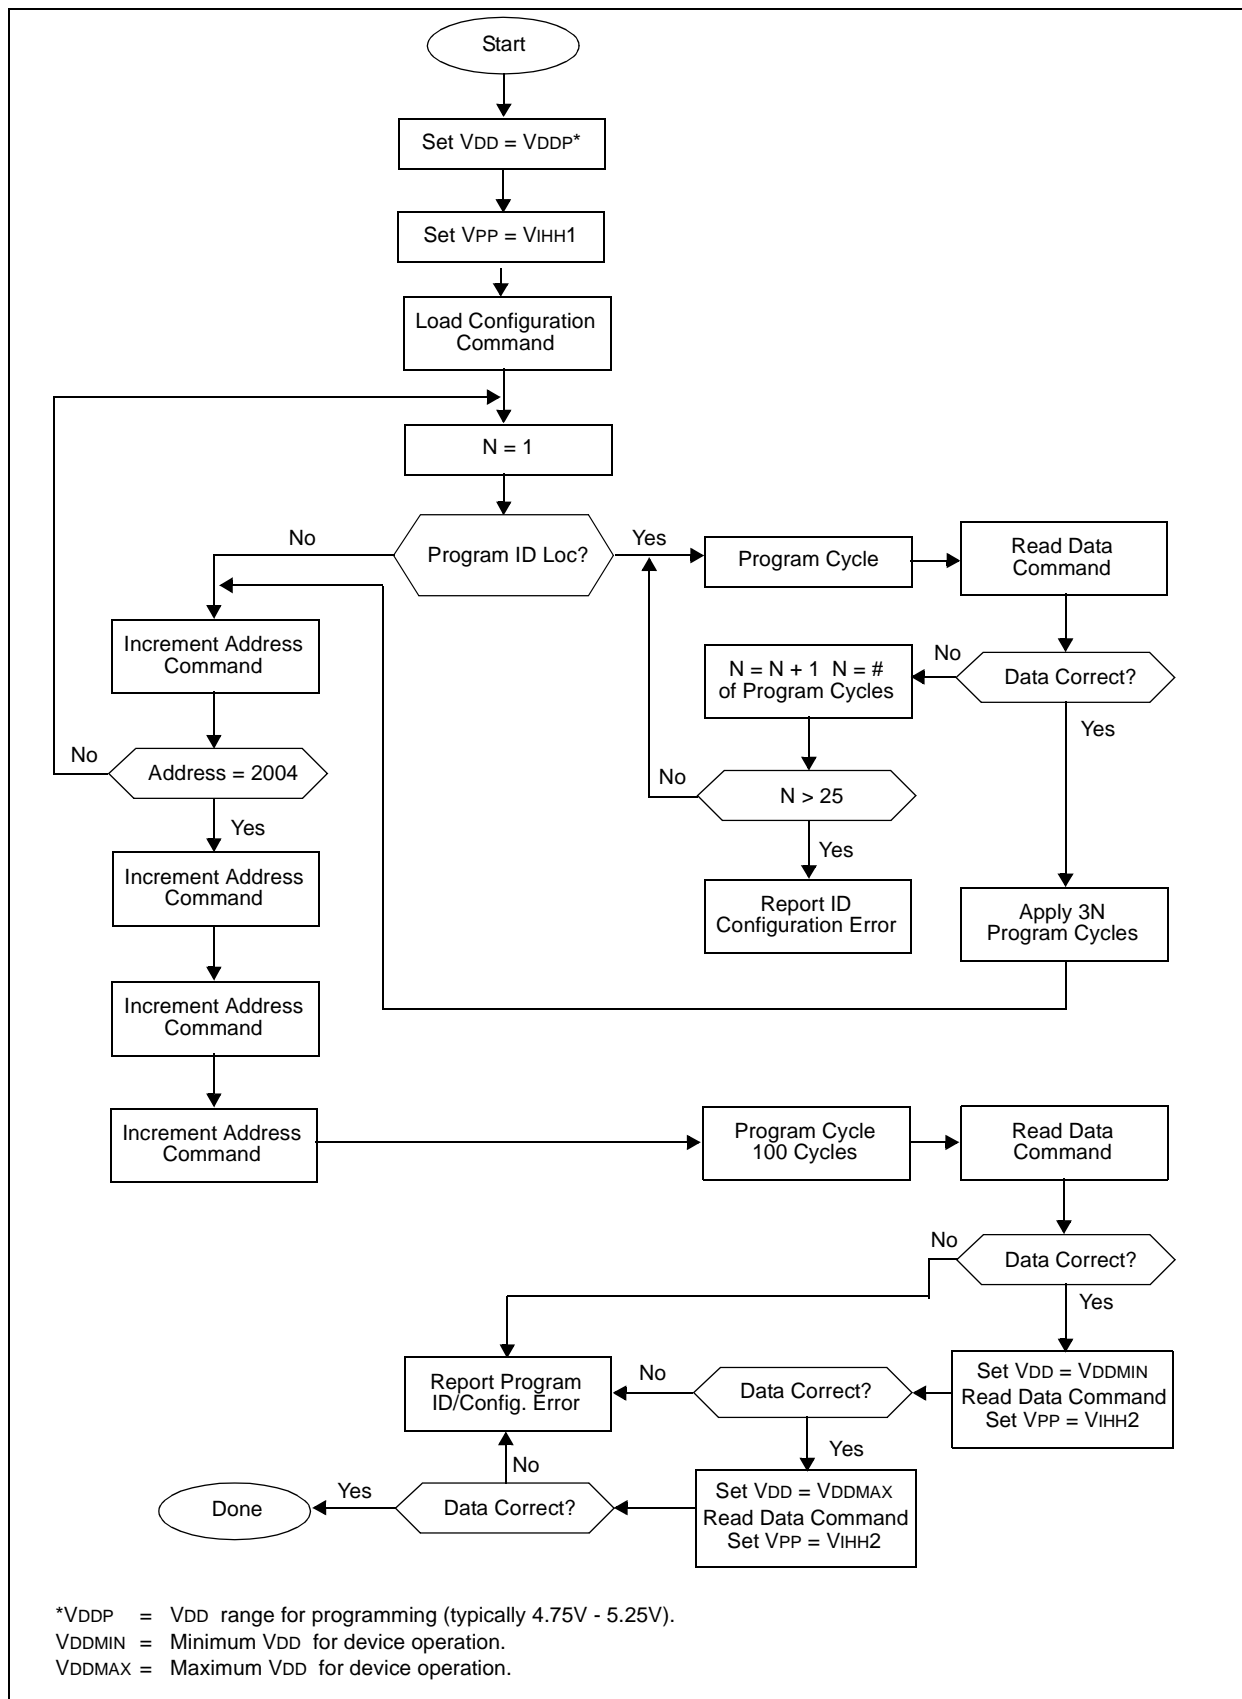 Start
Set VDD = VDDP*
Set VPP = VIHH1
Load Configuration
Command
N = 1
Program ID Loc?
No
Yes
Program Cycle
Read Data
Command
Increment Address
Command
N = N + 1 N = #
of Program Cycles
No
Data Correct?
Yes
No
Address = 2004
No
N > 25
Yes
Yes
Increment Address
Command
Report ID
Configuration Error
Apply 3N
Program Cycles
Increment Address
Command
Increment Address
Command
Program Cycle
100 Cycles
Read Data
Command
No
Data Correct?
Yes
Report Program
ID/Config. Error
No
Data Correct?
Set VDD = VDDMIN
Read Data Command
Set VPP = VIHH2
Yes
No
Done
Yes
Data Correct?
Set VDD = VDDMAX
Read Data Command
Set VPP = VIHH2
*VDDP = VDD range for programming (typically 4.75V - 5.25V).
VDDMIN = Minimum VDD for device operation.
VDDMAX = Maximum VDD for device operation.